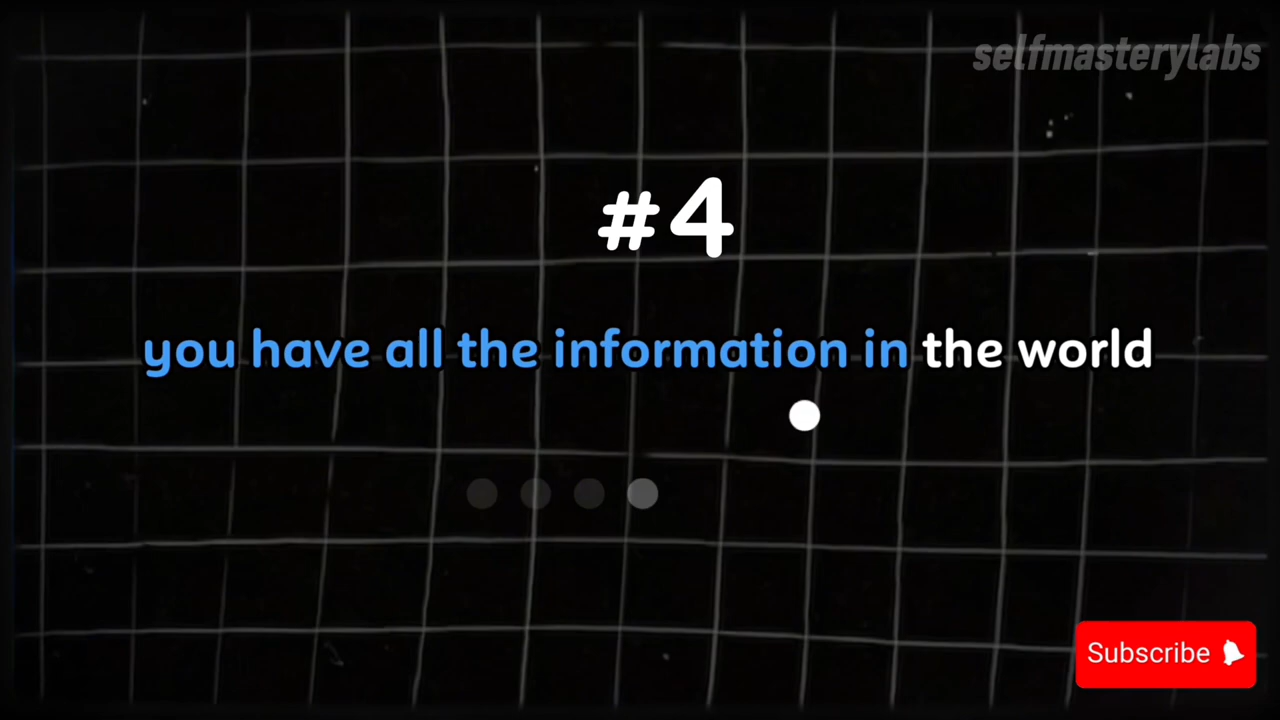 selfmasterylabs
#4
you have all the information in the world
Subscribe